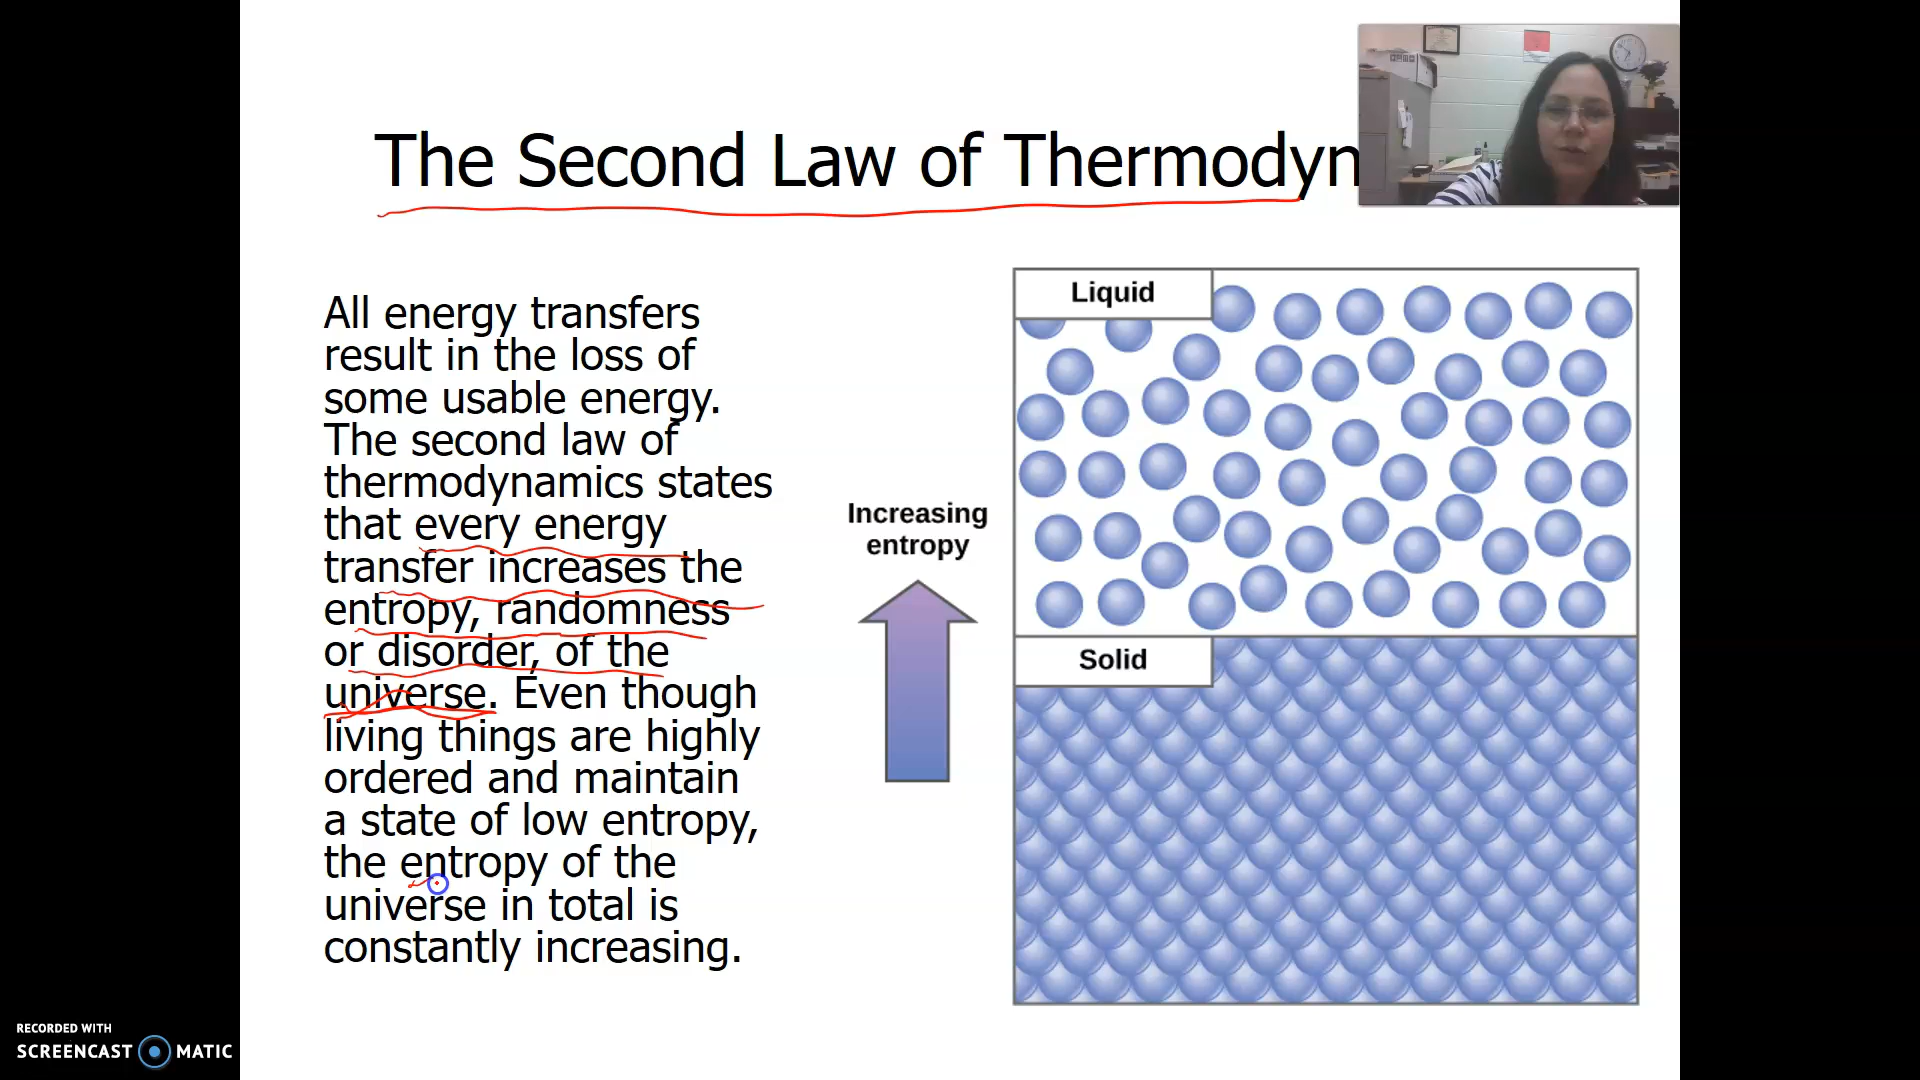 The Second Law of Thermodyn
All energy transfers
result in the loss of
some usable energy.
The second law of
thermodynamics states
that every energy
transfer increases the
entropy, randomness
or disorder, of the
universe. Even though
living things are highly
ordered and maintain
a state of low entropy,
the entropy of the
universe in total is
constantly increasing.
Increasing
entropy
Liquid
Solid
RECORDED WITH
SCREENCAST MATIC